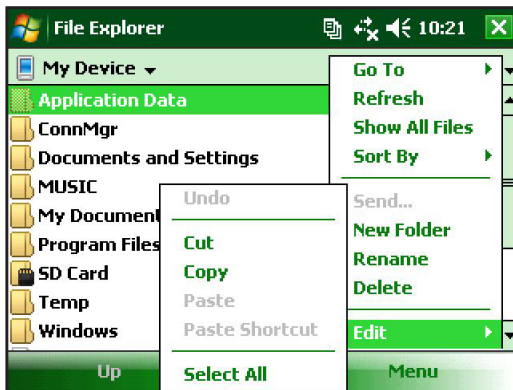 File Explorer 10:21
My Device
Application Data
ConnMgr
Documents and Settings
MUSIC
My Document
Program Files
SD Card
Temp
Windows
Go To
Refresh
Show All Files
Sort By
Send...
New Folder
Rename
Delete
Edit
Undo
Cut
Copy
Paste
Paste Shortcut
Select All
Up
Menu